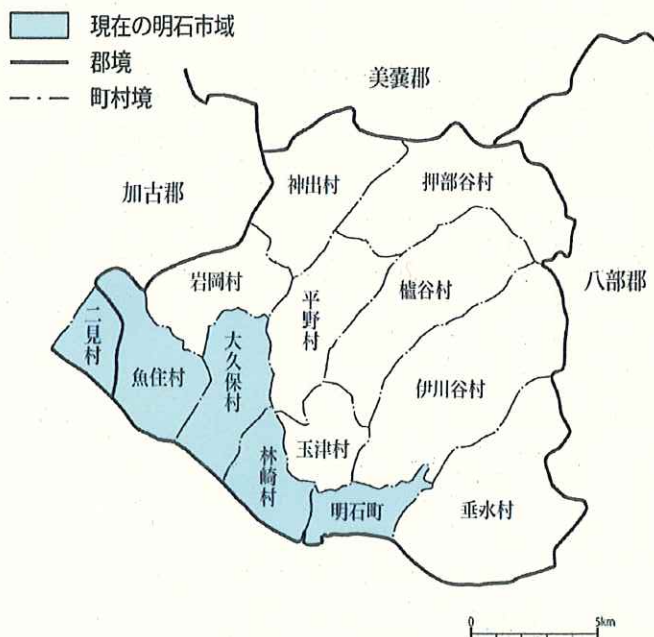 現在の明石市域
郡境
町村境
美嚢郡
加古郡
八部郡
神出村
押部谷村
岩岡村
平野村
櫨谷村
二見村
魚住村
大久保村
伊川谷村
林崎村
玉津村
明石町
垂水村
0 5km